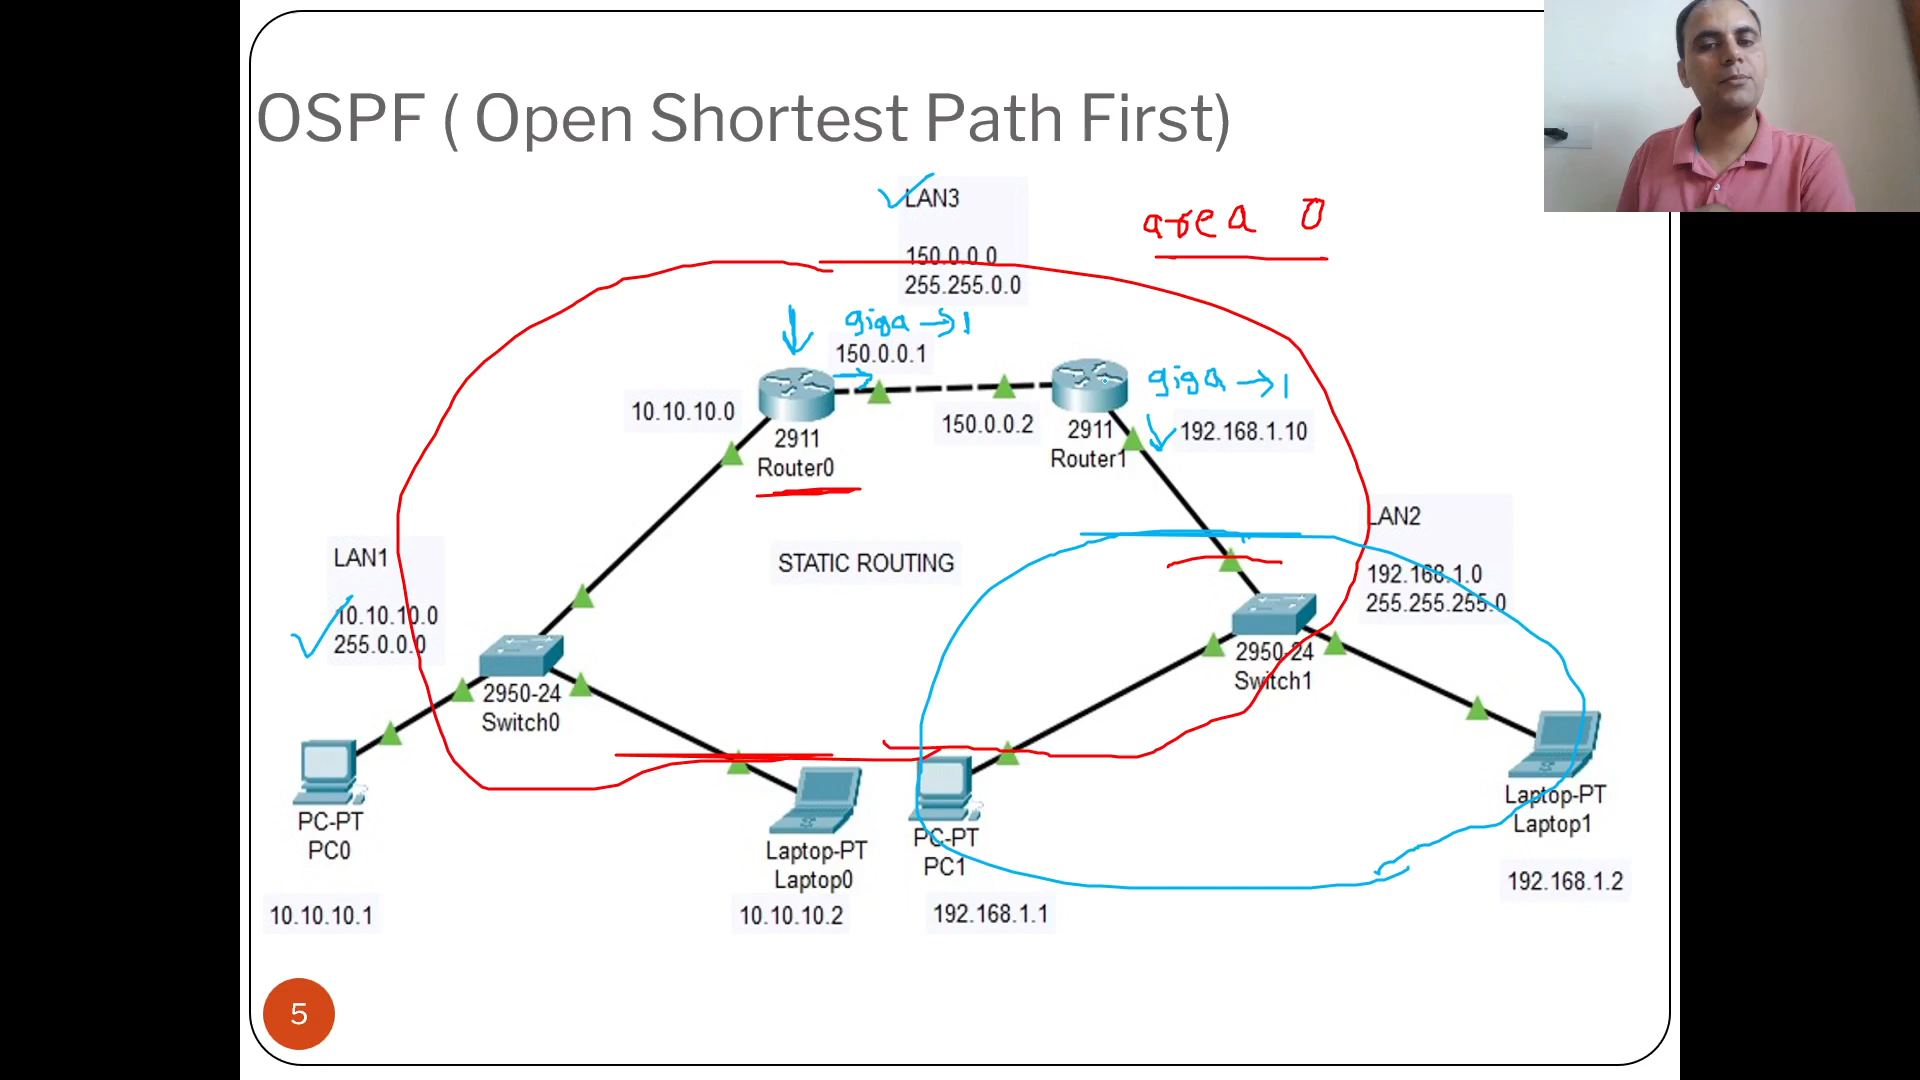 OSPF ( Open Shortest Path First)
LAN3
150.0.0.0
255.255.0.0
area 0
giga → 1
150.0.0.1
giga → 1
10.10.10.0
150.0.0.2
192.168.1.10
2911
Router0
2911
Router1
LAN1
10.10.10.0
255.0.0.0
STATIC ROUTING
LAN2
192.168.1.0
255.255.255.0
2950-24
Switch0
2950-24
Switch1
PC-PT
PC0
Laptop-PT
Laptop0
PC-PT
PC1
Laptop-PT
Laptop1
10.10.10.1
10.10.10.2
192.168.1.1
192.168.1.2
5